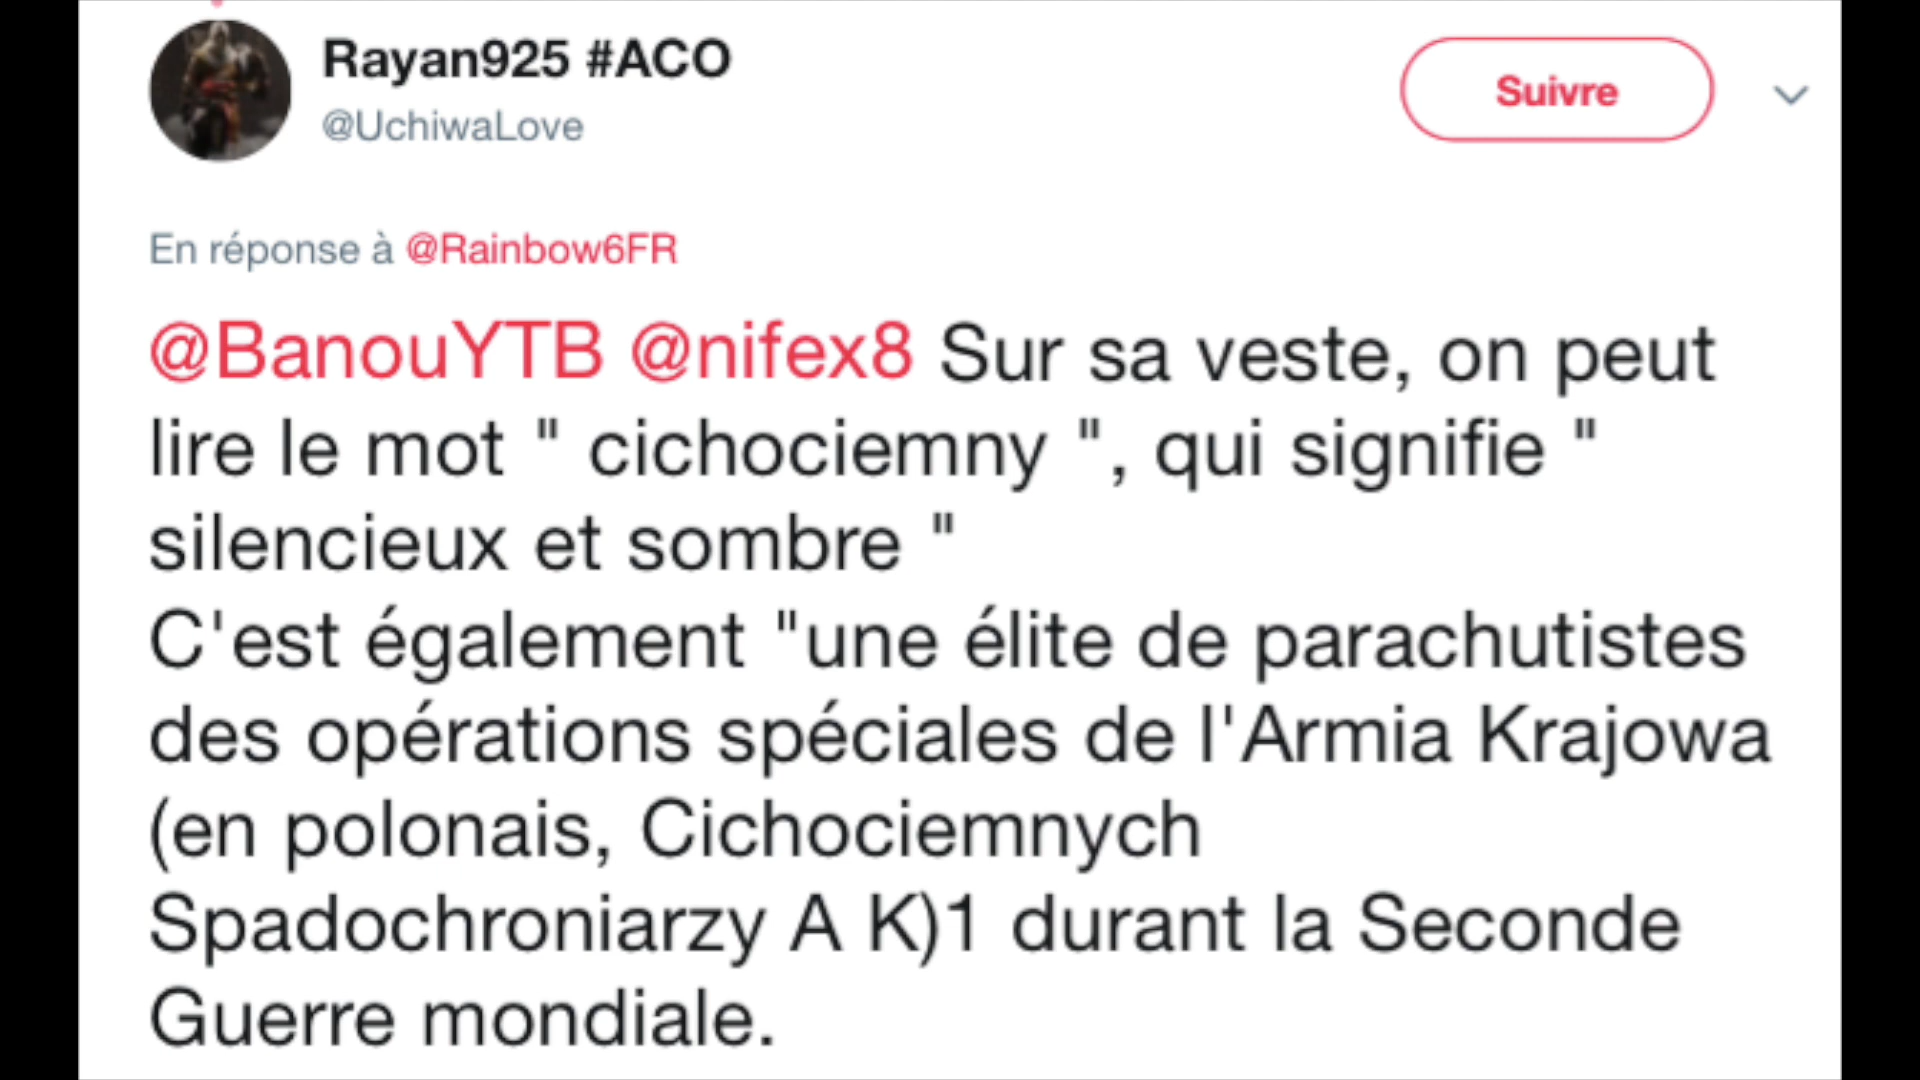 Rayan925 #ACO
@UchiwaLove
Suivre
En réponse à @Rainbow6FR
@BanouYTB @nifex8 Sur sa veste, on peut
lire le mot " cichociemny ", qui signifie "
silencieux et sombre "
C'est également "une élite de parachutistes
des opérations spéciales de l'Armia Krajowa
(en polonais, Cichociemnych
Spadochroniarzy A K)1 durant la Seconde
Guerre mondiale.